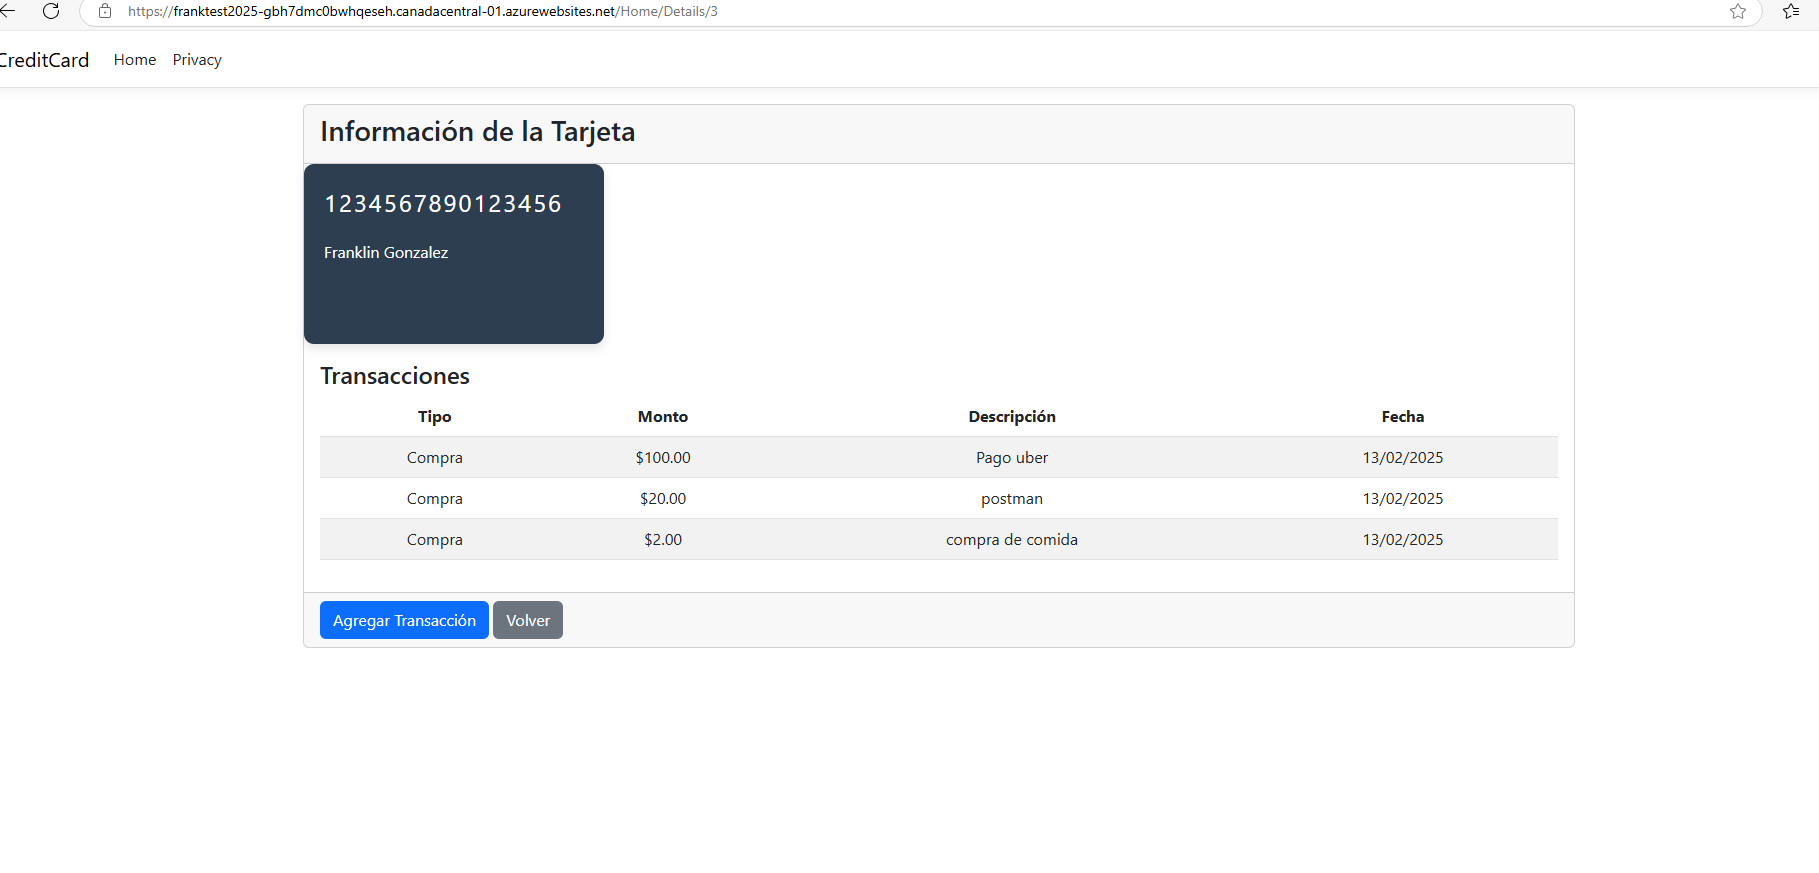 https://franktest2025-gbh7dmc0bwhqeseh.canadacentral-01.azurewebsites.net/Home/Details/3
CreditCard Home Privacy
Información de la Tarjeta
1234567890123456
Franklin Gonzalez
Transacciones
Tipo Monto Descripción Fecha
Compra $100.00 Pago uber 13/02/2025
Compra $20.00 postman 13/02/2025
Compra $2.00 compra de comida 13/02/2025
Agregar Transacción Volver